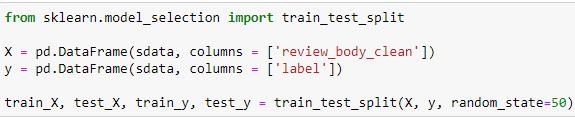 from sklearn.model_selection import train_test_split
X = pd.DataFrame(sdata, columns = ['review_body_clean'])
y = pd.DataFrame(sdata, columns = ['label'])
train_X, test_X, train_y, test_y = train_test_split(X, y, random_state=50)